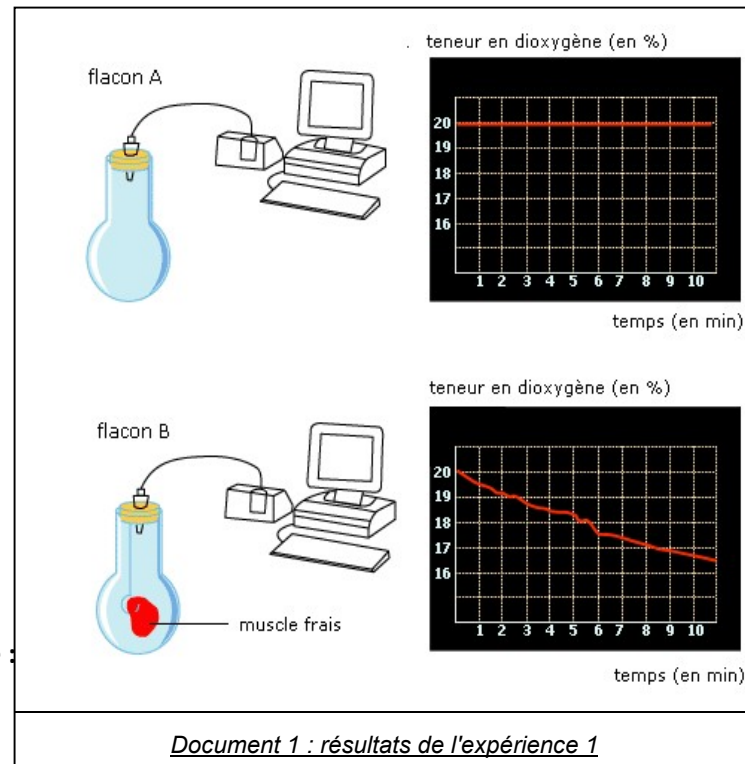 . teneur en dioxygène (en %)
flacon A
20
19
18
17
16
1 2 3 4 5 6 7 8 9 10
temps (en min)
teneur en dioxygène (en %)
flacon B
20
19
18
17
16
1 2 3 4 5 6 7 8 9 10
muscle frais
:
temps (en min)
Document 1 : résultats de l'expérience 1